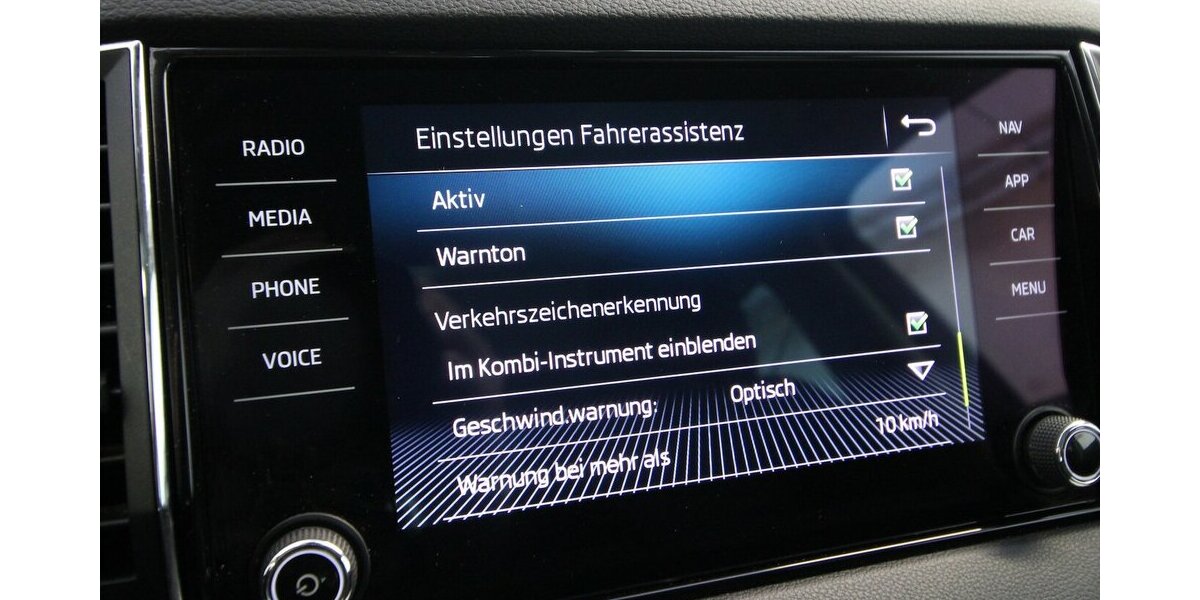 RADIO
MEDIA
PHONE
VOICE
Einstellungen Fahrerassistenz
Aktiv
Warnton
Verkehrszeichenerkennung
Im Kombi-Instrument einblenden
Geschwind.warnung: Optisch
Warnung bei mehr als 10 km/h
NAV
APP
CAR
MENU